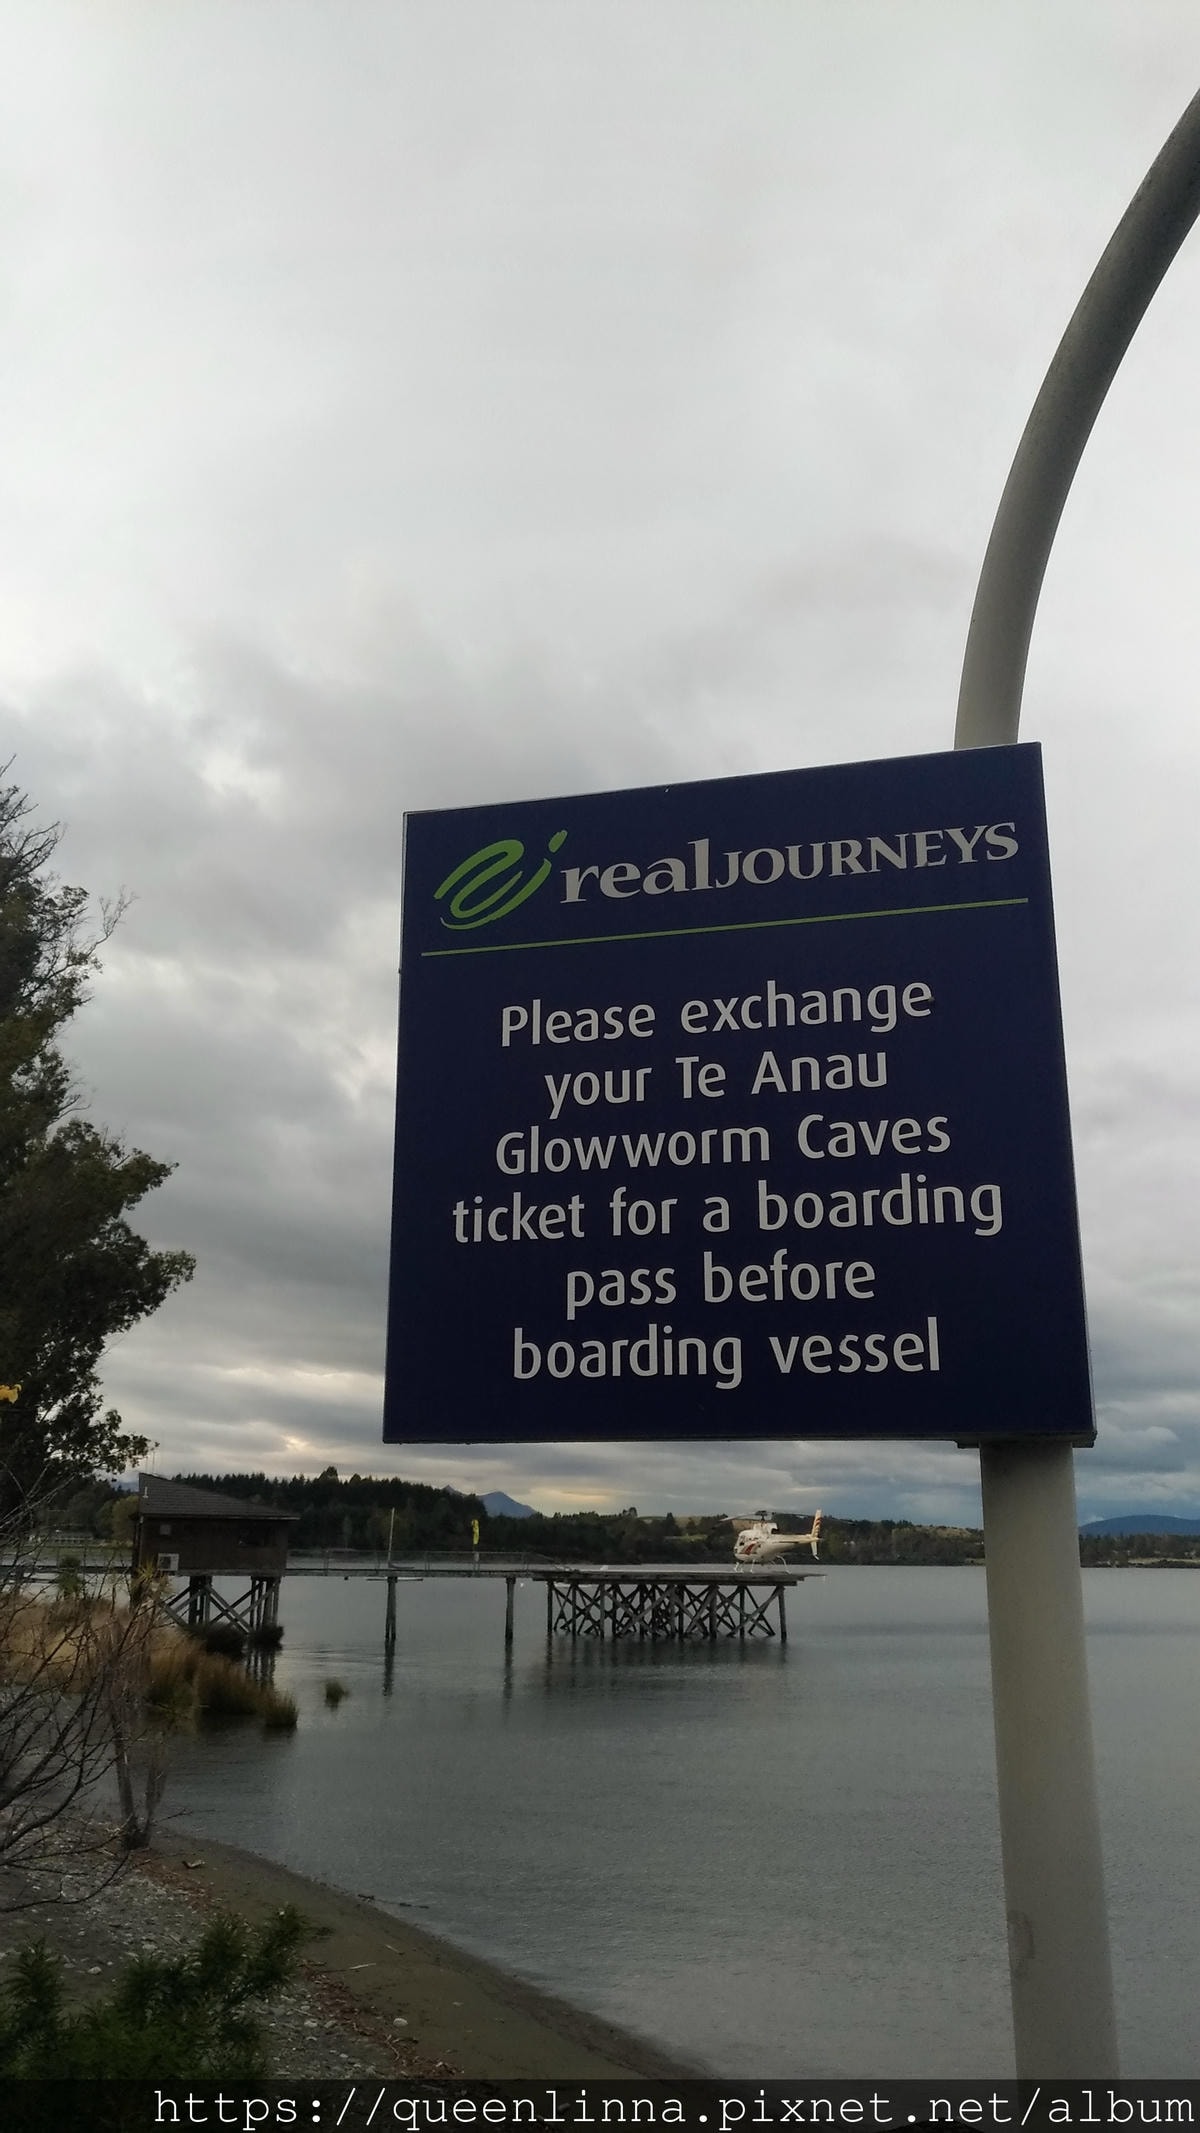 realJOURNEYS
Please exchange
your Te Anau
Glowworm Caves
ticket for a boarding
pass before
boarding vessel
https://queenlinna.pixnet.net/album